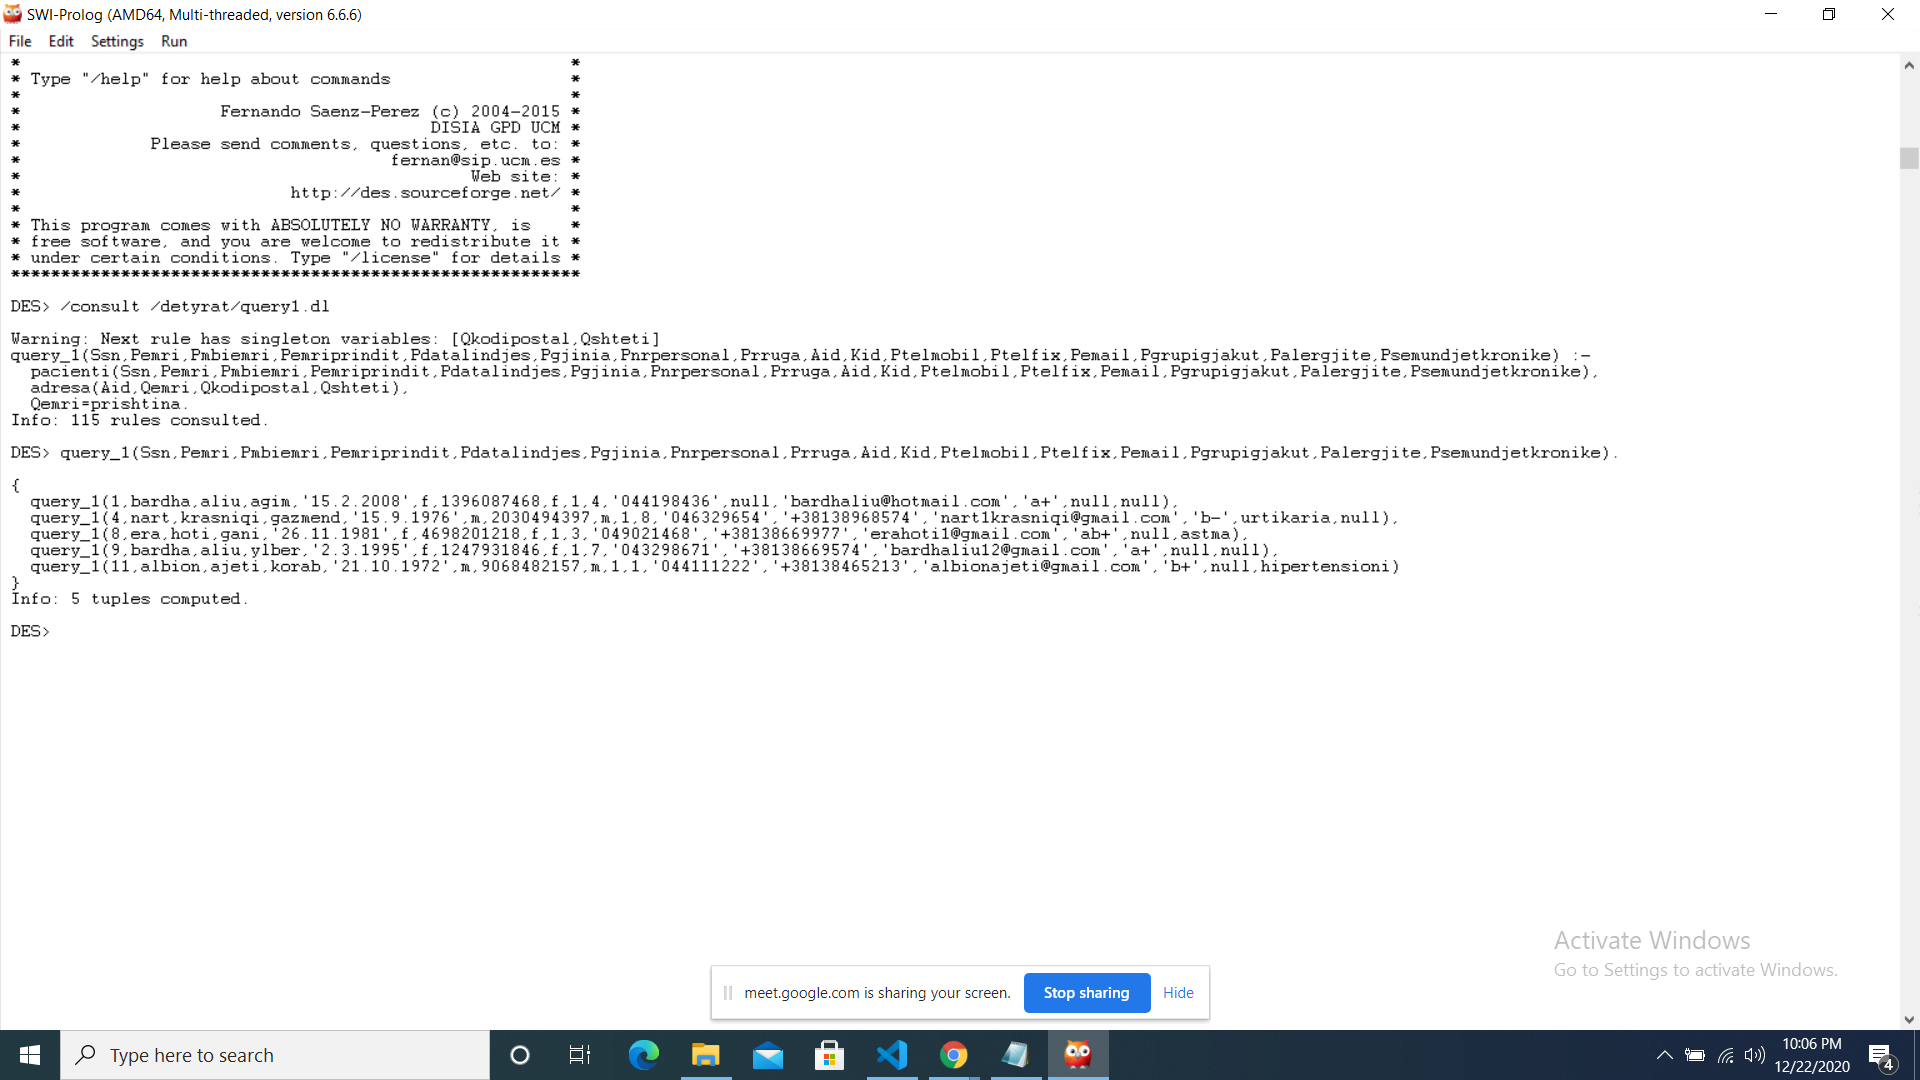 SWI-Prolog (AMD64, Multi-threaded, version 6.6.6)
File Edit Settings Run
* *
* Type "/help" for help about commands *
* *
* Fernando Saenz-Perez (c) 2004-2015 *
* DISIA GPD UCM *
* Please send comments, questions, etc. to: *
* fernan@sip.ucm.es *
* Web site: *
* http://des.sourceforge.net/ *
* *
* This program comes with ABSOLUTELY NO WARRANTY, is *
* free software, and you are welcome to redistribute it *
* under certain conditions. Type "/license" for details *
*********************************************************
DES> /consult /detyrat/query1.dl
Warning: Next rule has singleton variables: [Qkodipostal,Qshteti]
query_1(Ssn,Pemri,Pmbiemri,Pemriprindit,Pdatalindjes,Pgjinia,Pnrpersonal,Prruga,Aid,Kid,Ptelmobil,Ptelfix,Pemail,Pgrupigjakut,Palergjite,Psemundjetkronike) :-
pacienti(Ssn,Pemri,Pmbiemri,Pemriprindit,Pdatalindjes,Pgjinia,Pnrpersonal,Prruga,Aid,Kid,Ptelmobil,Ptelfix,Pemail,Pgrupigjakut,Palergjite,Psemundjetkronike),
adresa(Aid,Qemri,Qkodipostal,Qshteti),
Qemri=prishtina.
Info: 115 rules consulted.
DES> query_1(Ssn,Pemri,Pmbiemri,Pemriprindit,Pdatalindjes,Pgjinia,Pnrpersonal,Prruga,Aid,Kid,Ptelmobil,Ptelfix,Pemail,Pgrupigjakut,Palergjite,Psemundjetkronike).
{
query_1(1,bardha,aliu,agim,'15.2.2008',f,1396087468,f,1,4,'044198436',null,'bardhaliu@hotmail.com','a+',null,null),
query_1(4,nart,krasniqi,gazmend,'15.9.1976',m,2030494397,m,1,8,'046329654','+38138968574','nart1krasniqi@gmail.com','b-',urtikaria,null),
query_1(8,era,hoti,gani,'26.11.1981',f,4698201218,f,1,3,'049021468','+38138669977','erahoti1@gmail.com','ab+',null,astma),
query_1(9,bardha,aliu,ylber,'2.3.1995',f,1247931846,f,1,7,'043298671','+38138669574','bardhaliu12@gmail.com','a+',null,null),
query_1(11,albion,ajeti,korab,'21.10.1972',m,9068482157,m,1,1,'044111222','+38138465213','albionajeti@gmail.com','b+',null,hipertensioni)
}
Info: 5 tuples computed.
DES>
Activate Windows
Go to Settings to activate Windows.
meet.google.com is sharing your screen. Stop sharing Hide
Type here to search
10:06 PM
12/22/2020
4